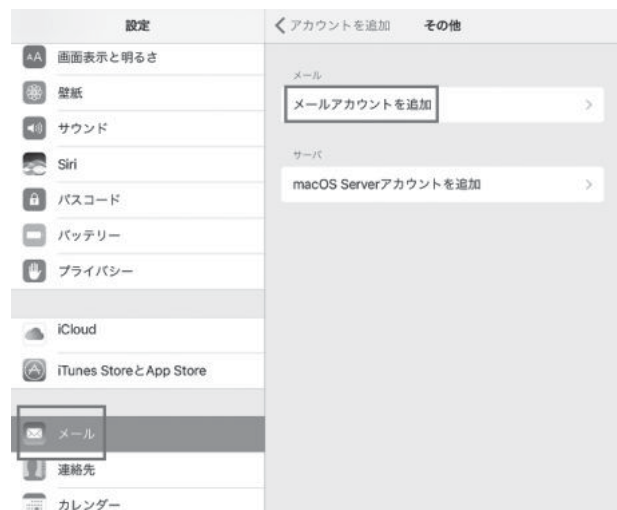 設定
画面表示と明るさ
壁紙
サウンド
Siri
パスコード
バッテリー
プライバシー
iCloud
iTunes StoreとApp Store
メール
連絡先
カレンダー
アカウントを追加
その他
メール
メールアカウントを追加
サーバ
macOS Serverアカウントを追加